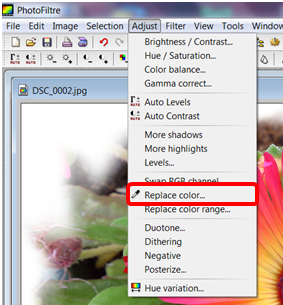 PhotoFiltre
File Edit Image Selection Adjust Filter View Tools Window
DSC_0002.jpg
Brightness / Contrast...
Hue / Saturation...
Color balance...
Gamma correct...
Auto Levels
Auto Contrast
More shadows
More highlights
Levels...
Swap RGB channel
Replace color...
Replace color range...
Duotone...
Dithering
Negative
Posterize...
Hue variation...